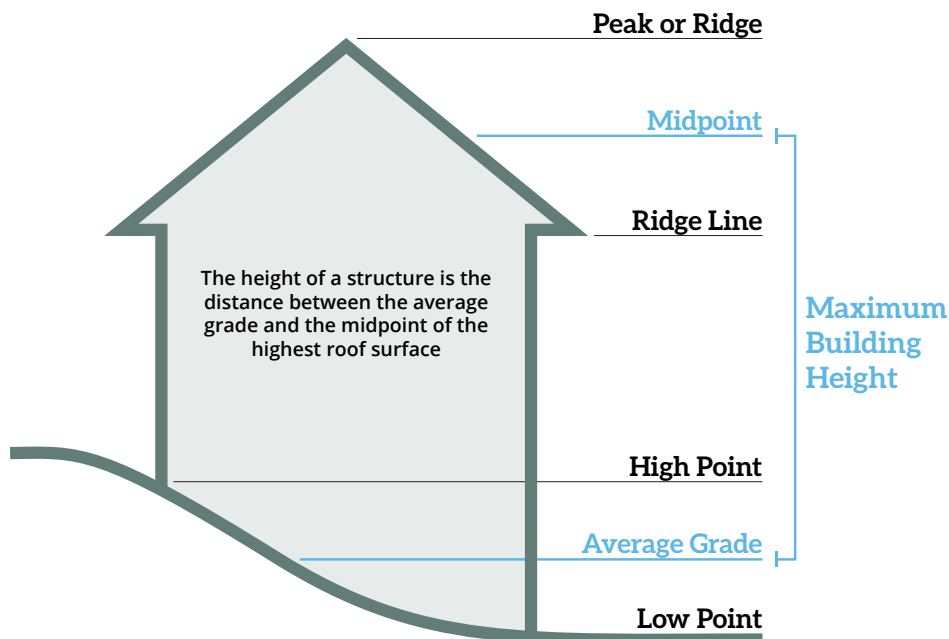 Peak or Ridge
Midpoint
Ridge Line
The height of a structure is the
distance between the average
grade and the midpoint of the
highest roof surface
Maximum
Building
Height
High Point
Average Grade
Low Point